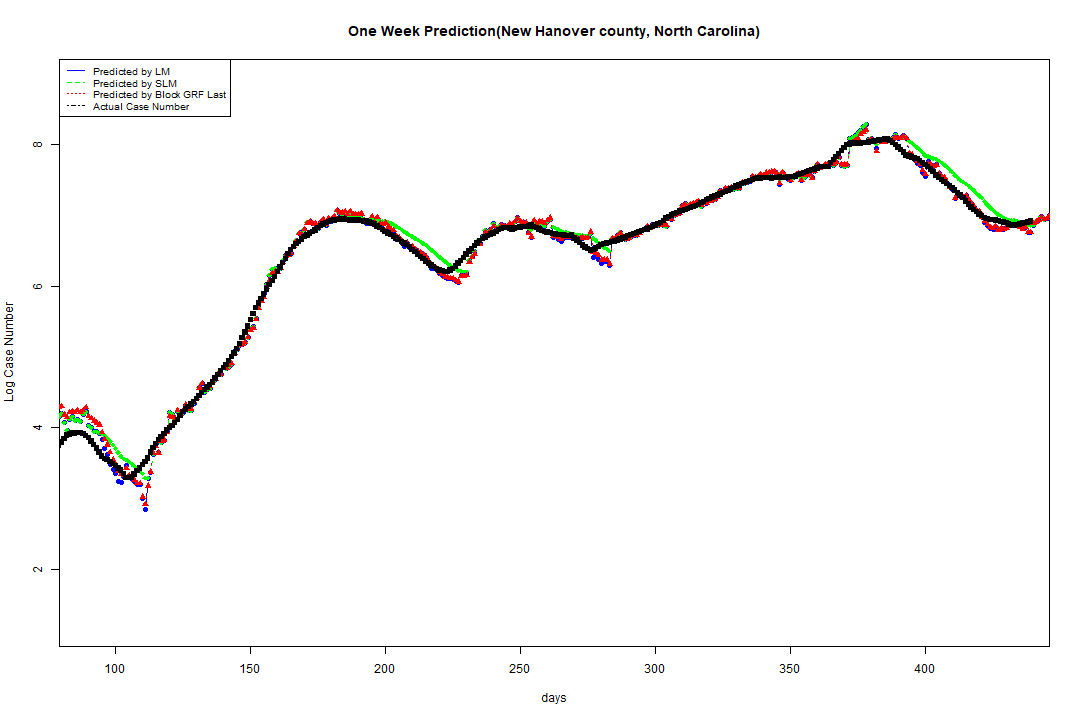 One Week Prediction(New Hanover county, North Carolina)
Predicted by LM
Predicted by SLM
Predicted by Block GRF Last
Actual Case Number
8
6
4
2
Log Case Number
100 150 200 250 300 350 400
days